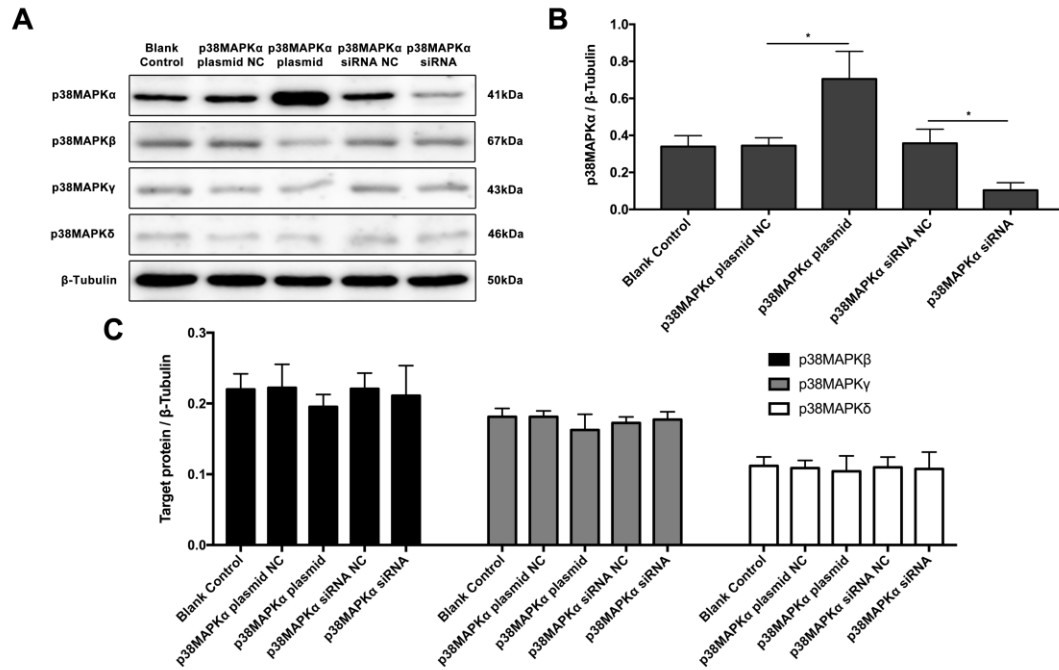 A
Blank Control
p38MAPKα plasmid NC
p38MAPKα plasmid
p38MAPKα siRNA NC
p38MAPKα siRNA
p38MAPKα
41kDa
p38MAPKβ
67kDa
p38MAPKγ
43kDa
p38MAPKδ
46kDa
β-Tubulin
50kDa
B
p38MAPKα / β-Tubulin
1.0
0.8
0.6
0.4
0.2
0.0
*
*
Blank Control
p38MAPKα plasmid NC
p38MAPKα plasmid
p38MAPKα siRNA NC
p38MAPKα siRNA
C
Target protein / β-Tubulin
0.3
0.2
0.1
0.0
p38MAPKβ
p38MAPKγ
p38MAPKδ
Blank Control
p38MAPKα plasmid NC
p38MAPKα plasmid
p38MAPKα siRNA NC
p38MAPKα siRNA
Blank Control
p38MAPKα plasmid NC
p38MAPKα plasmid
p38MAPKα siRNA NC
p38MAPKα siRNA
Blank Control
p38MAPKα plasmid NC
p38MAPKα plasmid
p38MAPKα siRNA NC
p38MAPKα siRNA